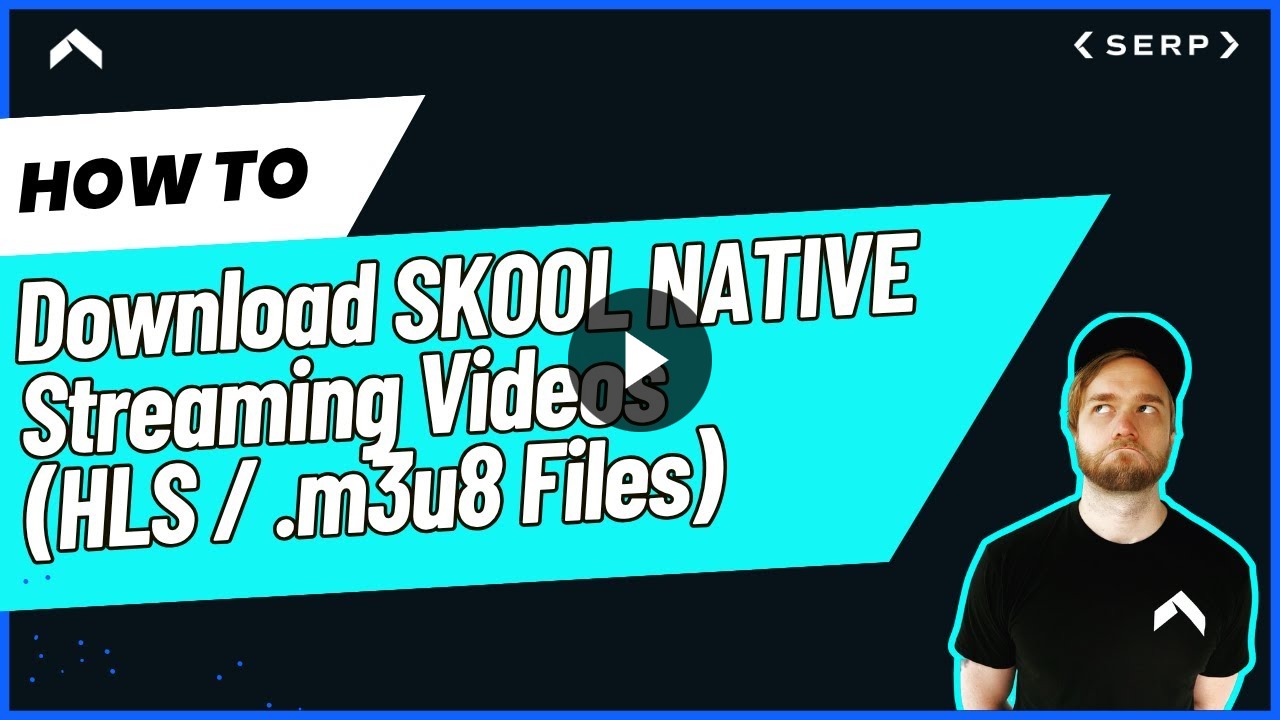 < SERP >
HOW TO
Download SKOOL NATIVE
Streaming Videos
(HLS / .m3u8 Files)